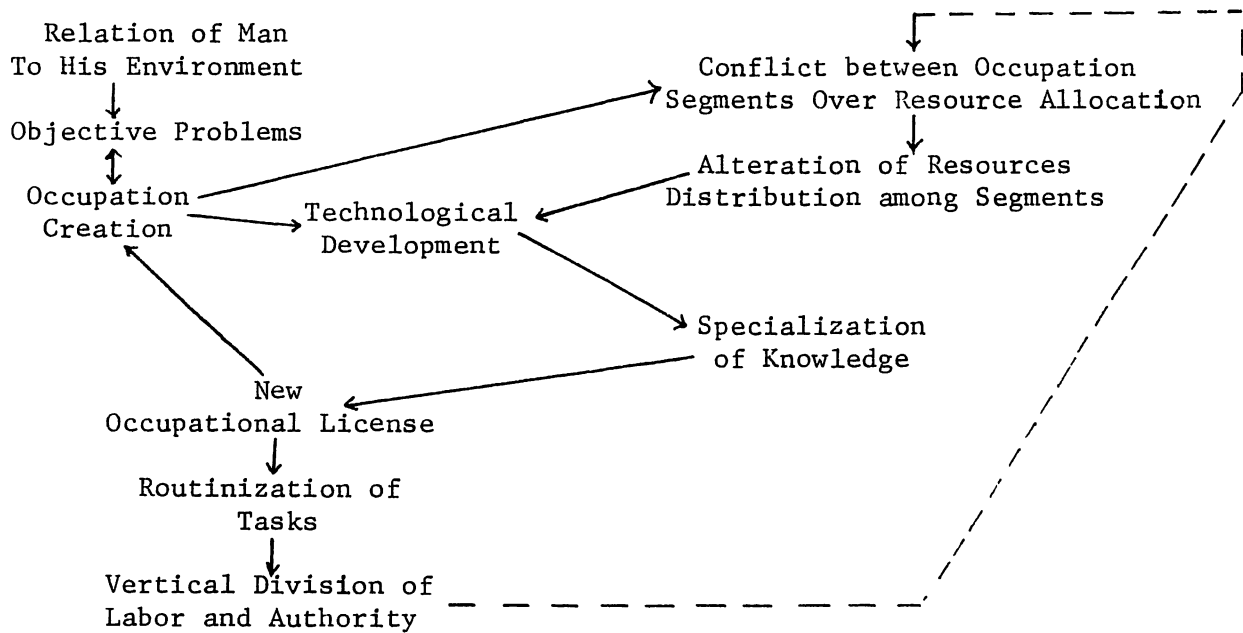 Relation of Man
To His Environment
Objective Problems
Occupation
Creation
Technological
Development
Conflict between Occupation
Segments Over Resource Allocation
Alteration of Resources
Distribution among Segments
Specialization
of Knowledge
New
Occupational License
Routinization of
Tasks
Vertical Division of
Labor and Authority